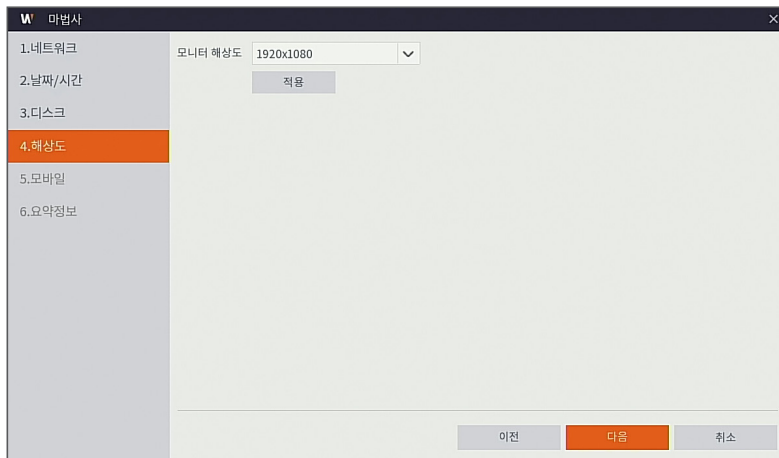 W 마법사
1.네트워크
2.날짜/시간
3.디스크
4.해상도
5.모바일
6.요약정보
모니터 해상도 1920x1080
적용
이전 다음 취소